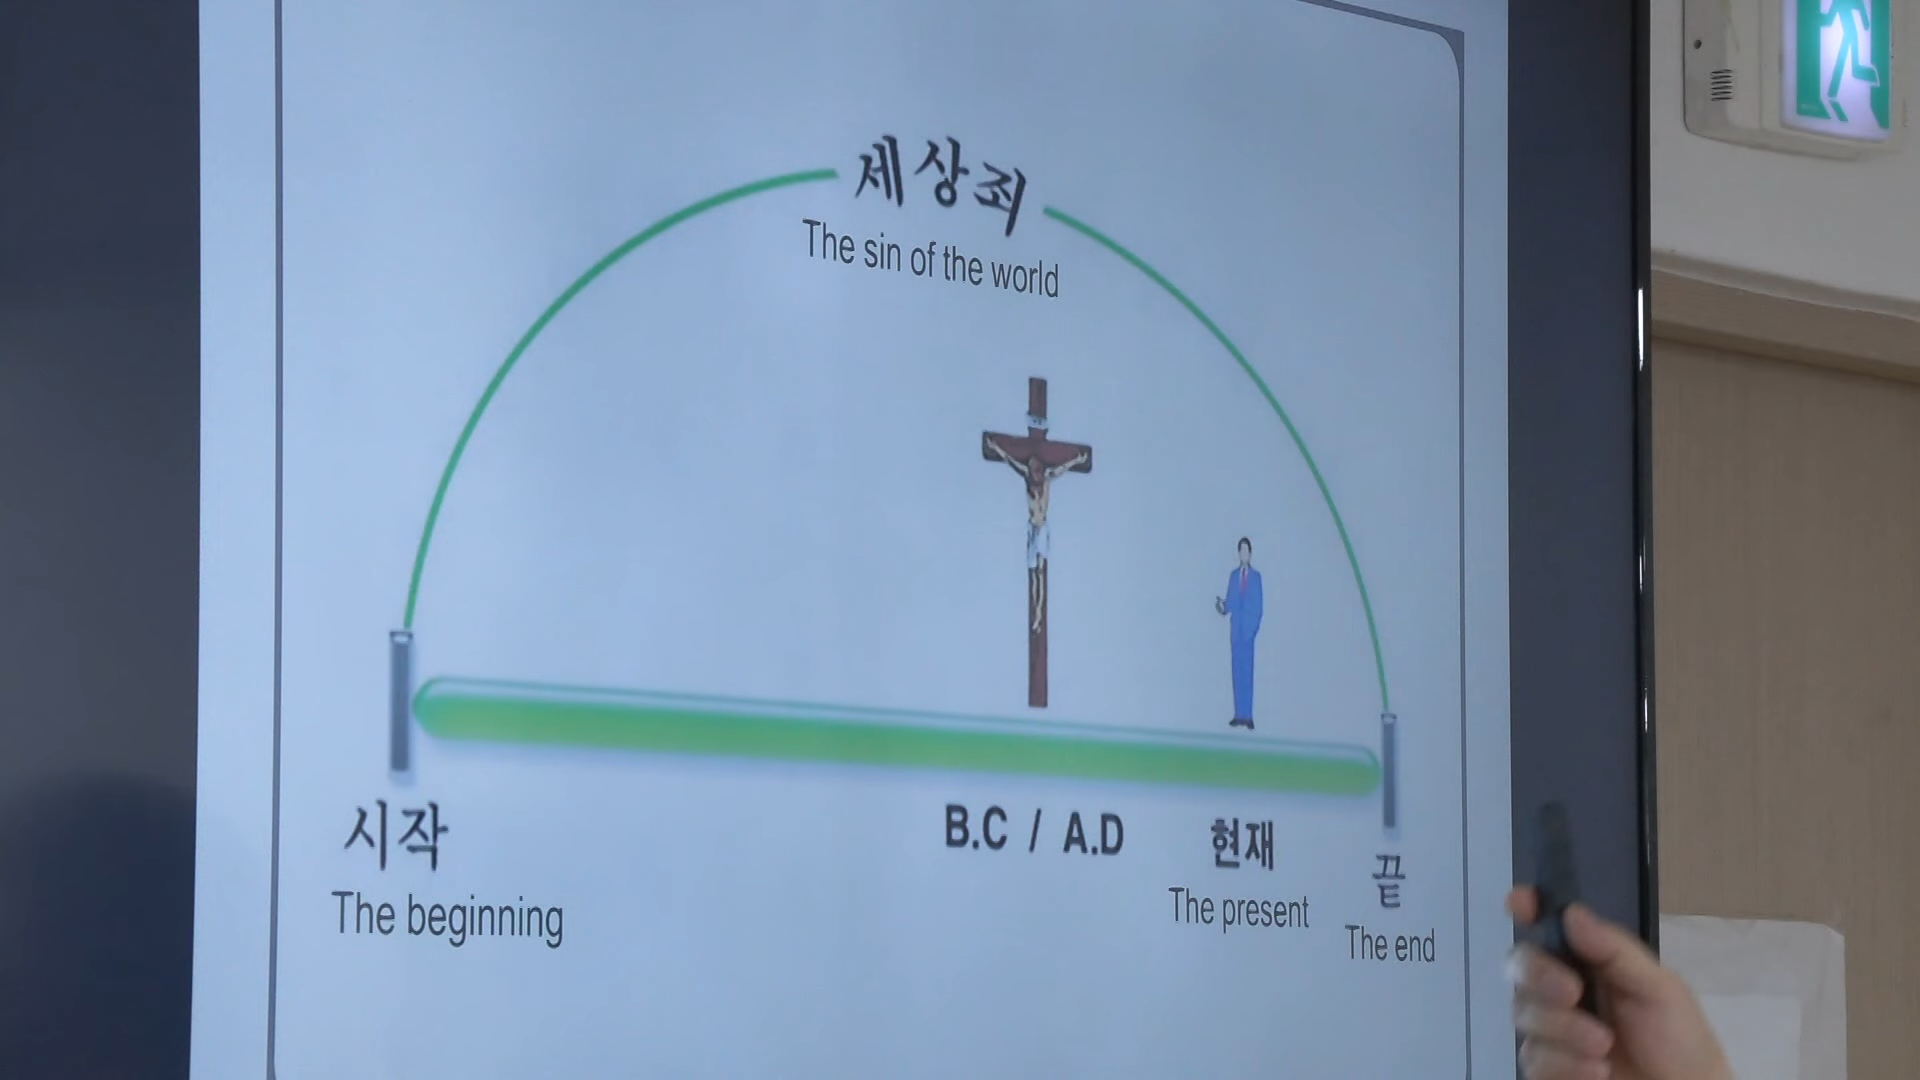 세상죄
The sin of the world
B.C / A.D
시작
The beginning
현재
The present
끝
The end